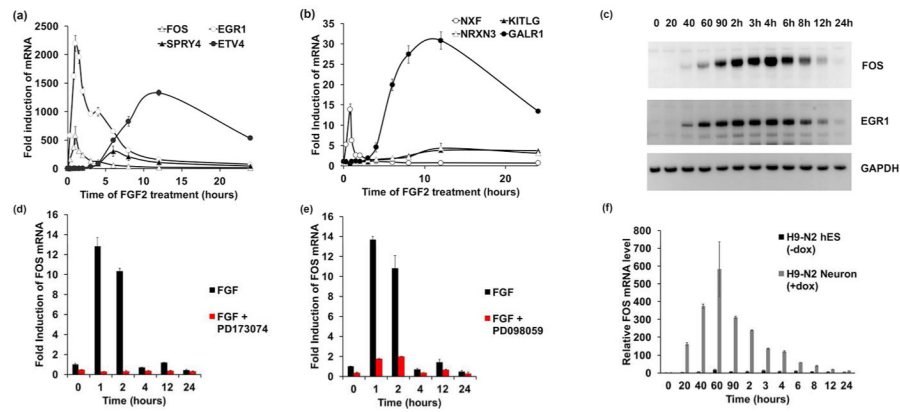 (a)
FOS EGR1
SPRY4 ETV4
Fold induction of mRNA
2500
2000
1500
1000
500
0
0 5 10 15 20
Time of FGF2 treatment (hours)
(b)
NXF KITLG
NRXN3 GALR1
Fold induction of mRNA
40
35
30
25
20
15
10
5
0
0 5 10 15 20
Time of FGF2 treatment (hours)
(c)
0 20 40 60 90 2h 3h 4h 6h 8h 12h 24h
FOS
EGR1
GAPDH
(d)
Fold Induction of FOS mRNA
16
14
12
10
8
6
4
2
0
0 1 2 4 12 24
Time (hours)
FGF
FGF +
PD173074
(e)
Fold Induction of FOS mRNA
16
14
12
10
8
6
4
2
0
0 1 2 4 12 24
Time (hours)
FGF
FGF +
PD098059
(f)
Relative FOS mRNA level
800
700
600
500
400
300
200
100
0
0 20 40 60 90 2 3 4 6 8 12 24
Time (hours)
H9-N2 hES
(-dox)
H9-N2 Neuron
(+dox)